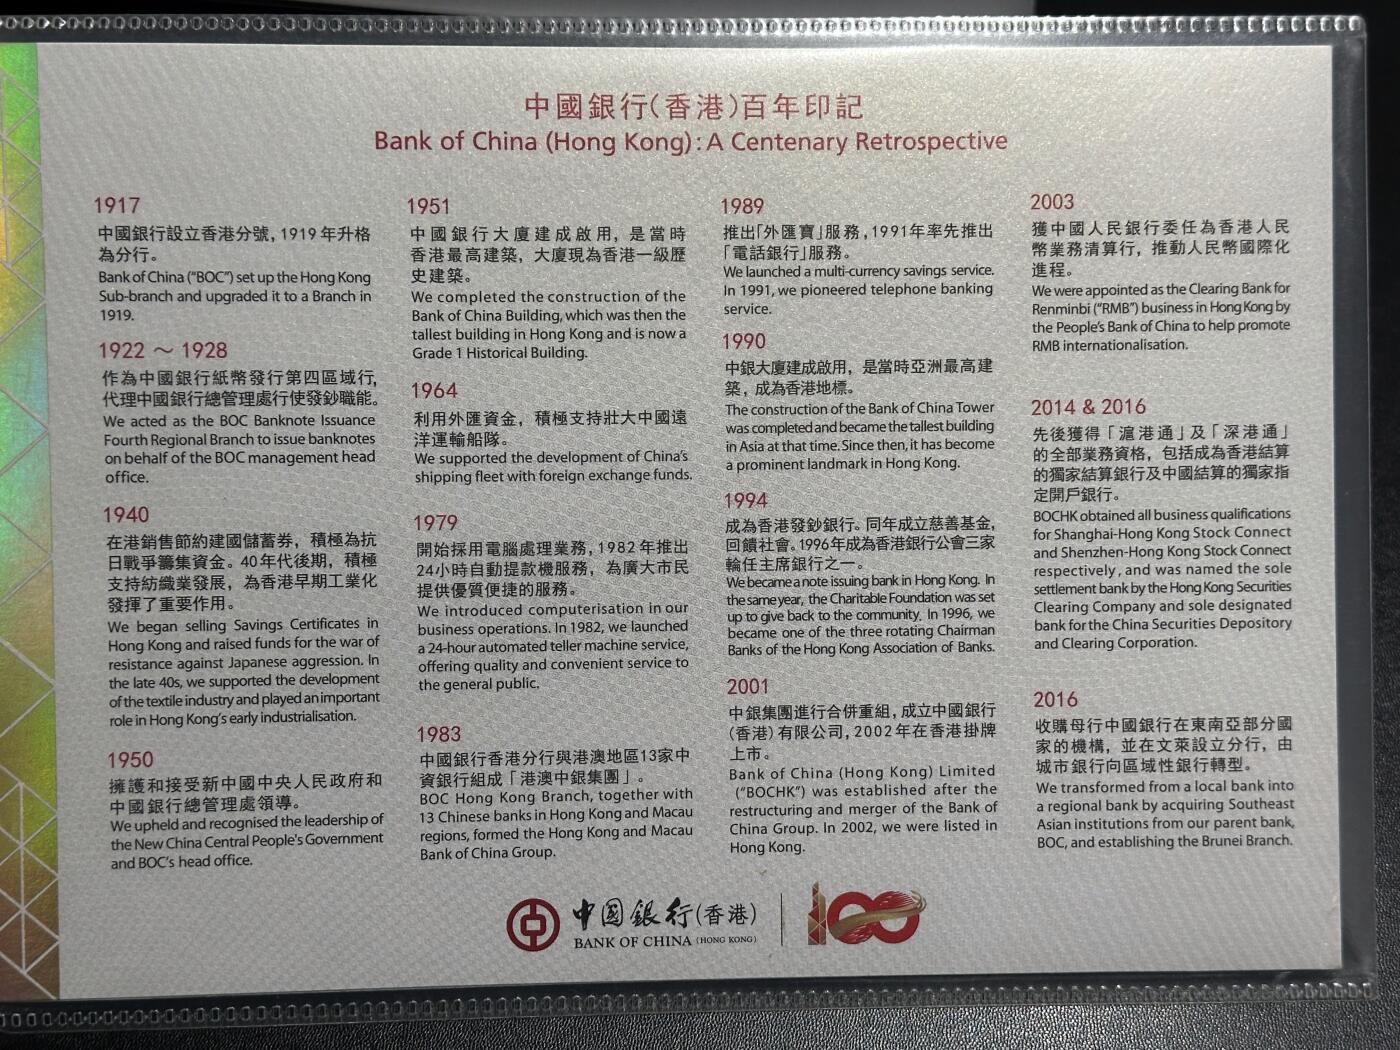 中國銀行(香港)百年印記
Bank of China (Hong Kong): A Centenary Retrospective
1917
中國銀行設立香港分號，1919年升格
為分行。
Bank of China (“BOC”) set up the Hong Kong
Sub-branch and upgraded it to a Branch in
1919.
1922 ～ 1928
作為中國銀行紙幣發行第四區域行，
代理中國銀行總管理處行使發鈔職能。
We acted as the BOC Banknote Issuance
Fourth Regional Branch to issue banknotes
on behalf of the BOC management head
office.
1940
在港銷售節約建國儲蓄券，積極為抗
日戰爭籌集資金。40年代後期，積極
支持紡織業發展，為香港早期工業化
發揮了重要作用。
We began selling Savings Certificates in
Hong Kong and raised funds for the war of
resistance against Japanese aggression. In
the late 40s, we supported the development
of the textile industry and played an important
role in Hong Kong’s early industrialisation.
1950
擁護和接受新中國中央人民政府和
中國銀行總管理處領導。
We upheld and recognised the leadership of
the New China Central People's Government
and BOC’s head office.
1951
中國銀行大廈建成啟用，是當時
香港最高建築，大廈現為香港一級歷
史建築。
We completed the construction of the
Bank of China Building, which was then the
tallest building in Hong Kong and is now a
Grade 1 Historical Building.
1964
利用外匯資金，積極支持壯大中國遠
洋運輸船隊。
We supported the development of China’s
shipping fleet with foreign exchange funds.
1979
開始採用電腦處理業務，1982年推出
24小時自動提款機服務，為廣大市民
提供優質便捷的服務。
We introduced computerisation in our
business operations. In 1982, we launched
a 24-hour automated teller machine service,
offering quality and convenient service to
the general public.
1983
中國銀行香港分行與港澳地區13家中
資銀行組成「港澳中銀集團」。
BOC Hong Kong Branch, together with
13 Chinese banks in Hong Kong and Macau
regions, formed the Hong Kong and Macau
Bank of China Group.
1989
推出「外匯寶」服務，1991年率先推出
「電話銀行」服務。
We launched a multi-currency savings service.
In 1991, we pioneered telephone banking
service.
1990
中銀大廈建成啟用，是當時亞洲最高建
築，成為香港地標。
The construction of the Bank of China Tower
was completed and became the tallest building
in Asia at that time. Since then, it has become
a prominent landmark in Hong Kong.
1994
成為香港發鈔銀行。同年成立慈善基金，
回饋社會。1996年成為香港銀行公會三家
輪任主席銀行之一。
We became a note issuing bank in Hong Kong. In
the same year, the Charitable Foundation was set
up to give back to the community. In 1996, we
became one of the three rotating Chairman
Banks of the Hong Kong Association of Banks.
2001
中銀集團進行合併重組，成立中國銀行
(香港)有限公司，2002年在香港掛牌
上市。
Bank of China (Hong Kong) Limited
(“BOCHK”) was established after the
restructuring and merger of the Bank of
China Group. In 2002, we were listed in
Hong Kong.
2003
獲中國人民銀行委任為香港人民
幣業務清算行，推動人民幣國際化
進程。
We were appointed as the Clearing Bank for
Renminbi (“RMB”) business in Hong Kong by
the People’s Bank of China to help promote
RMB internationalisation.
2014 & 2016
先後獲得「滬港通」及「深港通」
的全部業務資格，包括成為香港結算
的獨家結算銀行及中國結算的獨家指
定開戶銀行。
BOCHK obtained all business qualifications
for Shanghai-Hong Kong Stock Connect
and Shenzhen-Hong Kong Stock Connect
respectively, and was named the sole
settlement bank by the Hong Kong Securities
Clearing Company and sole designated
bank for the China Securities Depository
and Clearing Corporation.
2016
收購母行中國銀行在東南亞部分國
家的機構，並在文萊設立分行，由
城市銀行向區域性銀行轉型。
We transformed from a local bank into
a regional bank by acquiring Southeast
Asian institutions from our parent bank,
BOC, and establishing the Brunei Branch.
中國銀行(香港)
BANK OF CHINA (HONG KONG)
100